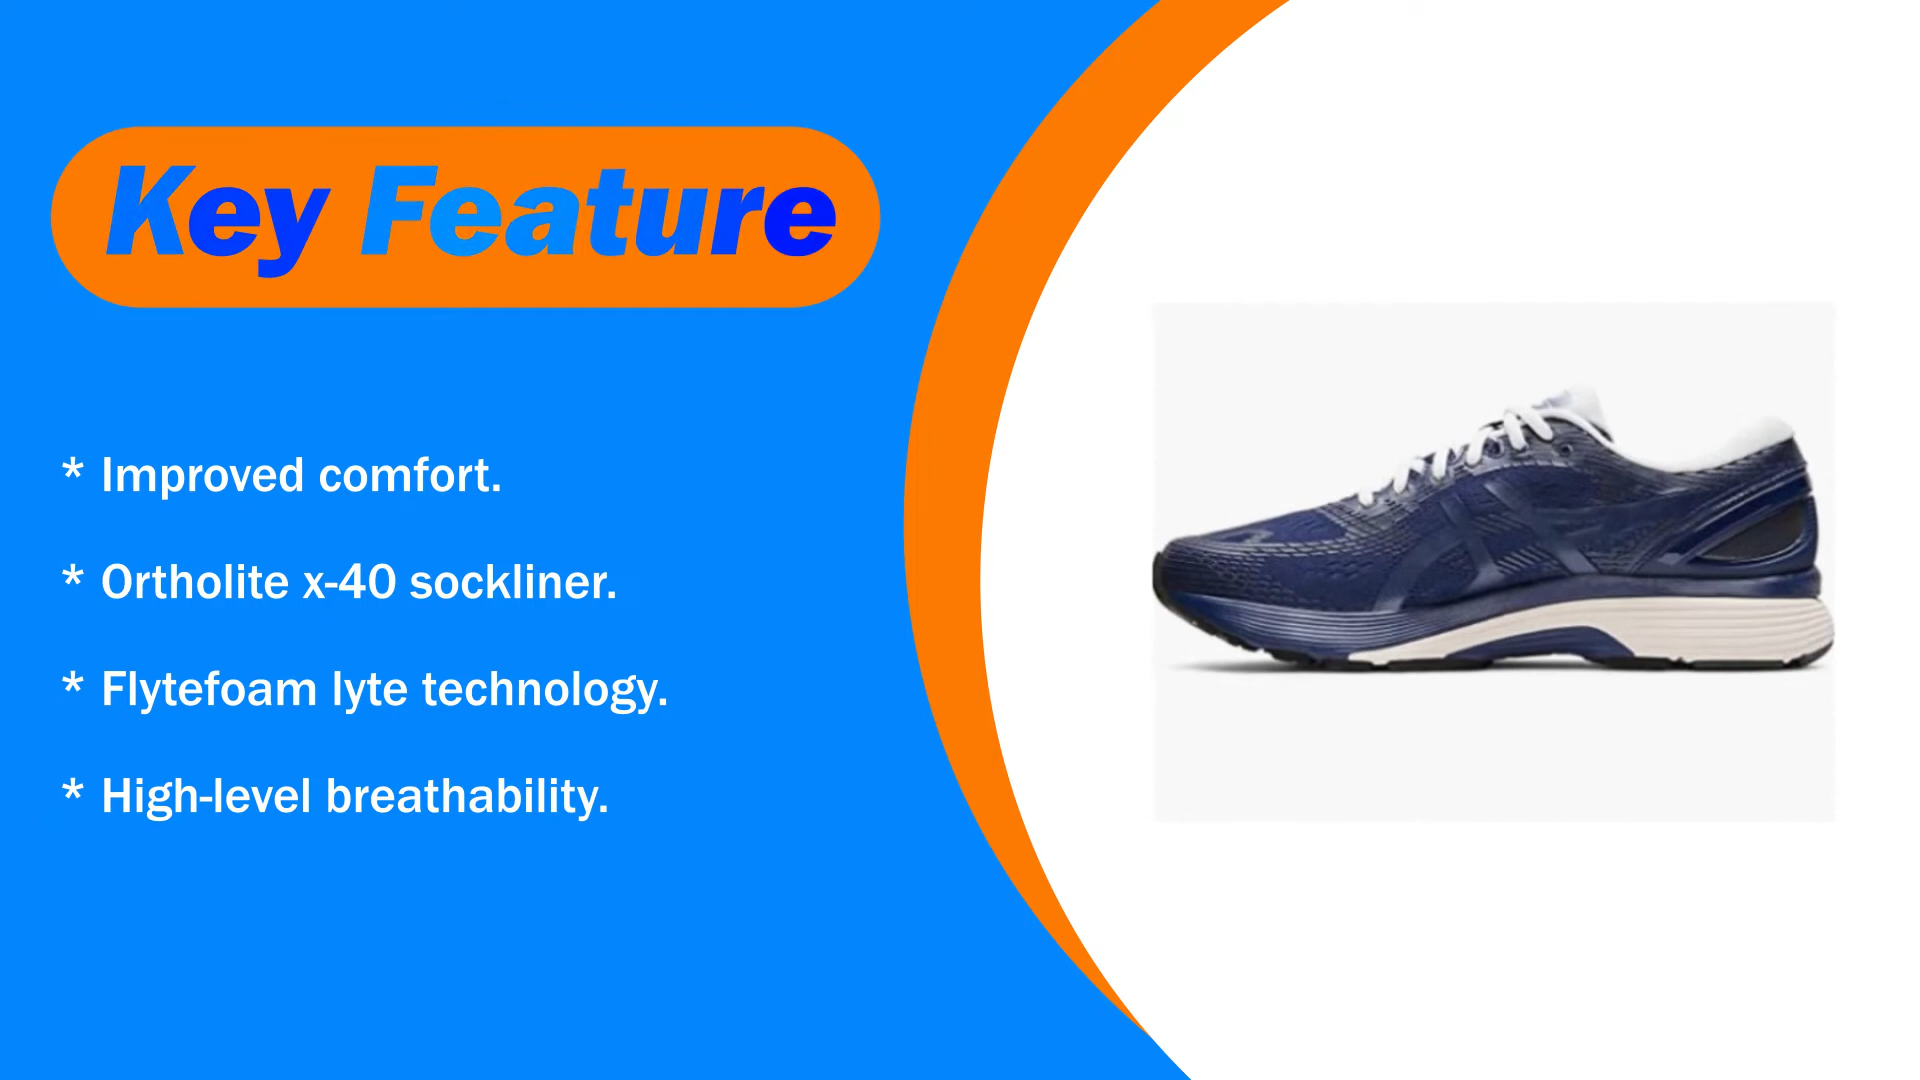 Key Feature
* Improved comfort.
* Ortholite x-40 sockliner.
* Flytefoam lyte technology.
* High-level breathability.